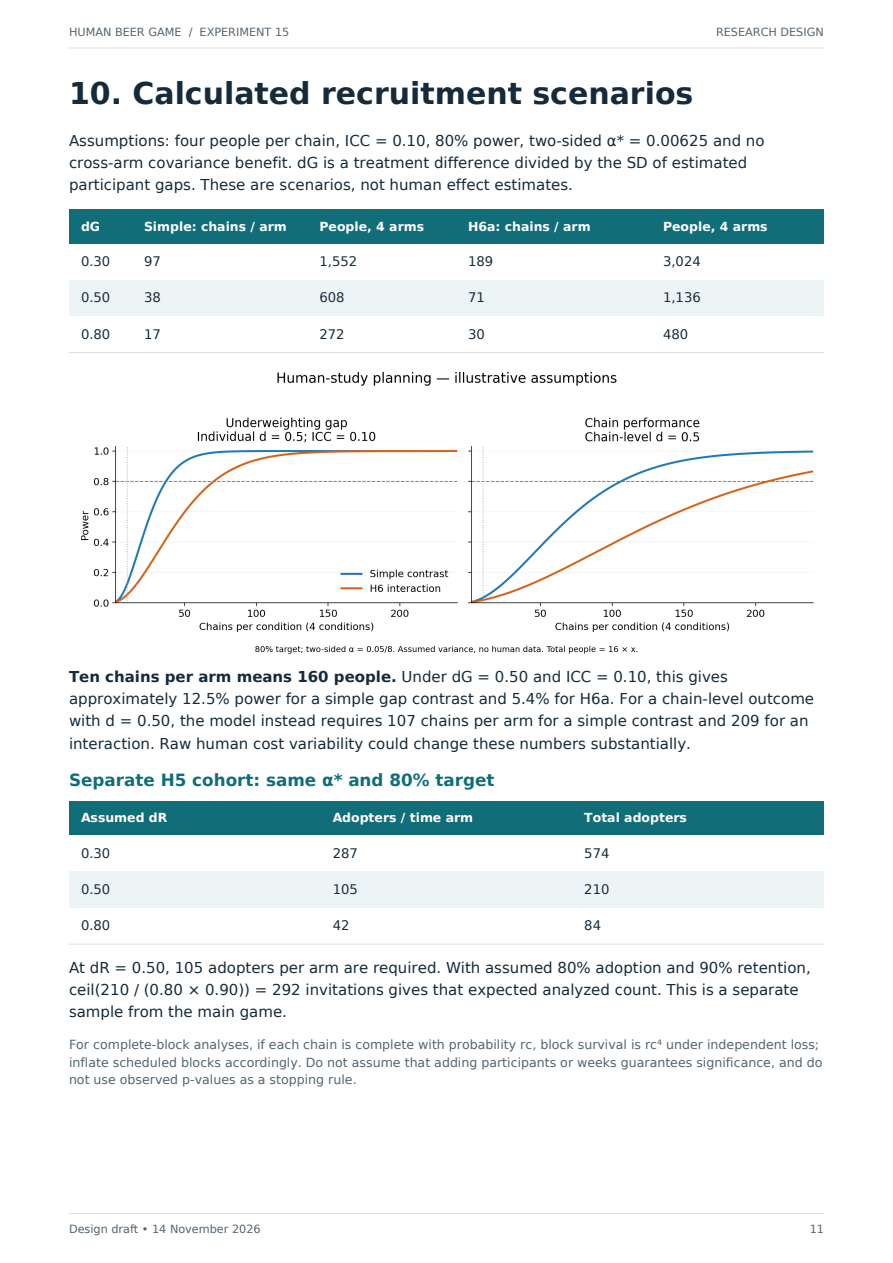 HUMAN BEER GAME / EXPERIMENT 15
RESEARCH DESIGN
10. Calculated recruitment scenarios
Assumptions: four people per chain, ICC = 0.10, 80% power, two-sided α* = 0.00625 and no
cross-arm covariance benefit. dG is a treatment difference divided by the SD of estimated
participant gaps. These are scenarios, not human effect estimates.
dG Simple: chains / arm People, 4 arms H6a: chains / arm People, 4 arms
0.30 97 1,552 189 3,024
0.50 38 608 71 1,136
0.80 17 272 30 480
Human-study planning — illustrative assumptions
Underweighting gap
Individual d = 0.5; ICC = 0.10
1.0
0.8
0.6
0.4
0.2
0.0
Power
Simple contrast
H6 interaction
50 100 150 200
Chains per condition (4 conditions)
Chain performance
Chain-level d = 0.5
50 100 150 200
Chains per condition (4 conditions)
80% target; two-sided α = 0.05/8. Assumed variance, no human data. Total people = 16 × x.
Ten chains per arm means 160 people. Under dG = 0.50 and ICC = 0.10, this gives
approximately 12.5% power for a simple gap contrast and 5.4% for H6a. For a chain-level outcome
with d = 0.50, the model instead requires 107 chains per arm for a simple contrast and 209 for an
interaction. Raw human cost variability could change these numbers substantially.
Separate H5 cohort: same α* and 80% target
Assumed dR Adopters / time arm Total adopters
0.30 287 574
0.50 105 210
0.80 42 84
At dR = 0.50, 105 adopters per arm are required. With assumed 80% adoption and 90% retention,
ceil(210 / (0.80 × 0.90)) = 292 invitations gives that expected analyzed count. This is a separate
sample from the main game.
For complete-block analyses, if each chain is complete with probability rc, block survival is rc⁴ under independent loss;
inflate scheduled blocks accordingly. Do not assume that adding participants or weeks guarantees significance, and do
not use observed p-values as a stopping rule.
Design draft • 14 November 2026
11